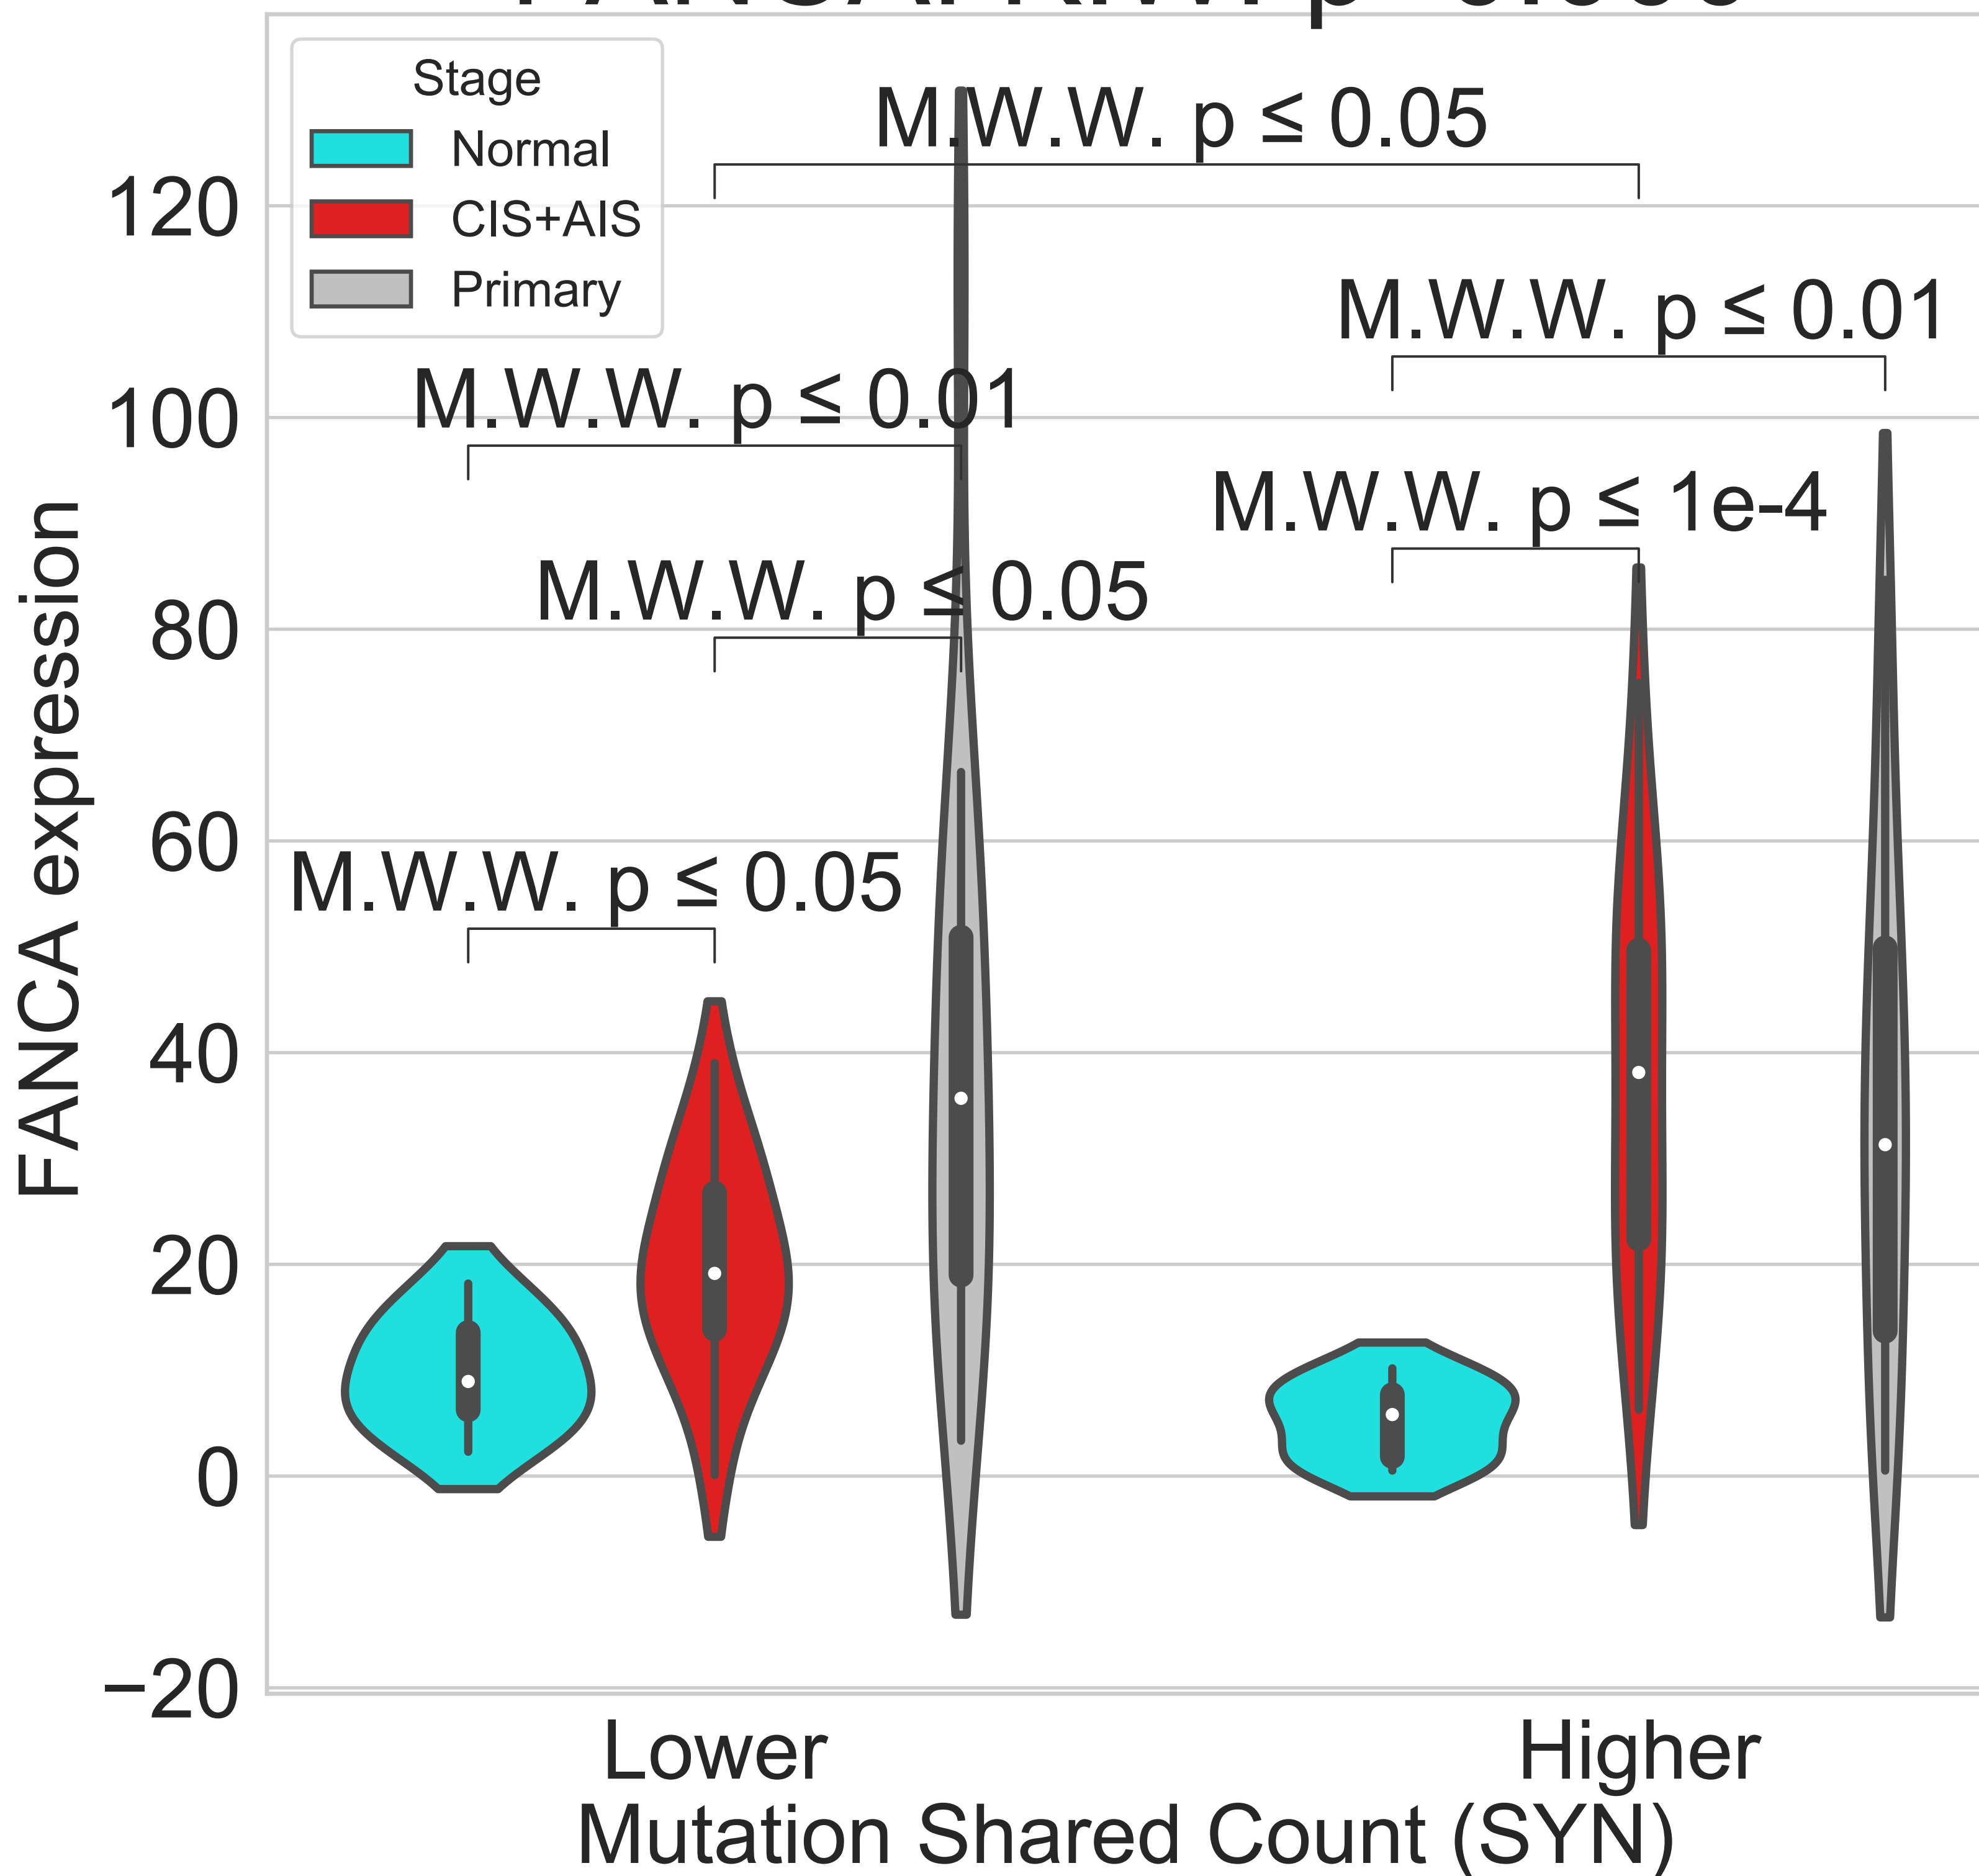 Stage
Normal
CIS+AIS
Primary
M.W.W. p ≤ 0.05
M.W.W. p ≤ 0.01
M.W.W. p ≤ 0.01
M.W.W. p ≤ 1e-4
M.W.W. p ≤ 0.05
M.W.W. p ≤ 0.05
120
100
80
60
40
20
0
−20
FANCA expression
Lower
Higher
Mutation Shared Count (SYN)